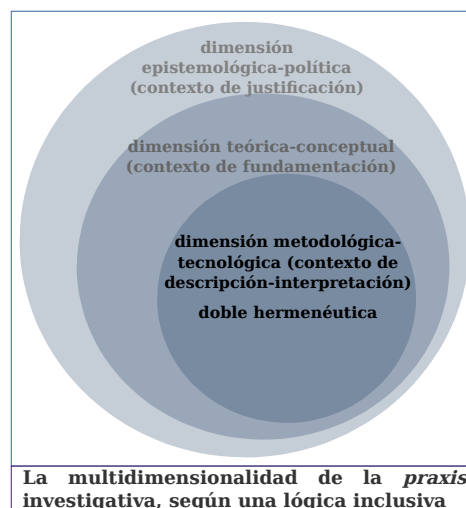 dimensión
epistemológica-política
(contexto de justificación)
dimensión teórica-conceptual
(contexto de fundamentación)
dimensión metodológica-
tecnológica (contexto de
descripción-interpretación)
doble hermenéutica
La multidimensionalidad de la praxis
investigativa, según una lógica inclusiva